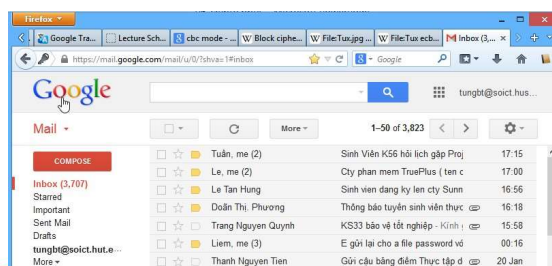 Firefox
Google Tra... Lecture Sch... cbc mode - ... Block ciphe... File:Tux.jpg ... File:Tux ecb... Inbox (3,...
https://mail.google.com/mail/u/0/?shva=1#inbox Google
Google tungbt@soict.hus...
Mail More 1–50 of 3,823
COMPOSE
Inbox (3,707)
Starred
Important
Sent Mail
Drafts
tungbt@soict.hut.e...
More
Tuấn, me (2) Sinh Viên K56 hỏi lịch gặp Proj 17:15
Le, me (2) Cty phan mem TruePlus ( ten c 17:00
Le Tan Hung Sinh vien dang ky len cty Sunn 16:56
Doãn Thị. Phương Thông báo tuyển sinh viên thực 16:18
Trang Nguyen Quynh KS33 bảo vệ tốt nghiệp - Kính 15:58
Liem, me (3) E gửi lại cho a file password vó 00:16
Thanh Nguyen Tien Gửi cậu bảng điểm Thực tập d 20 Jan